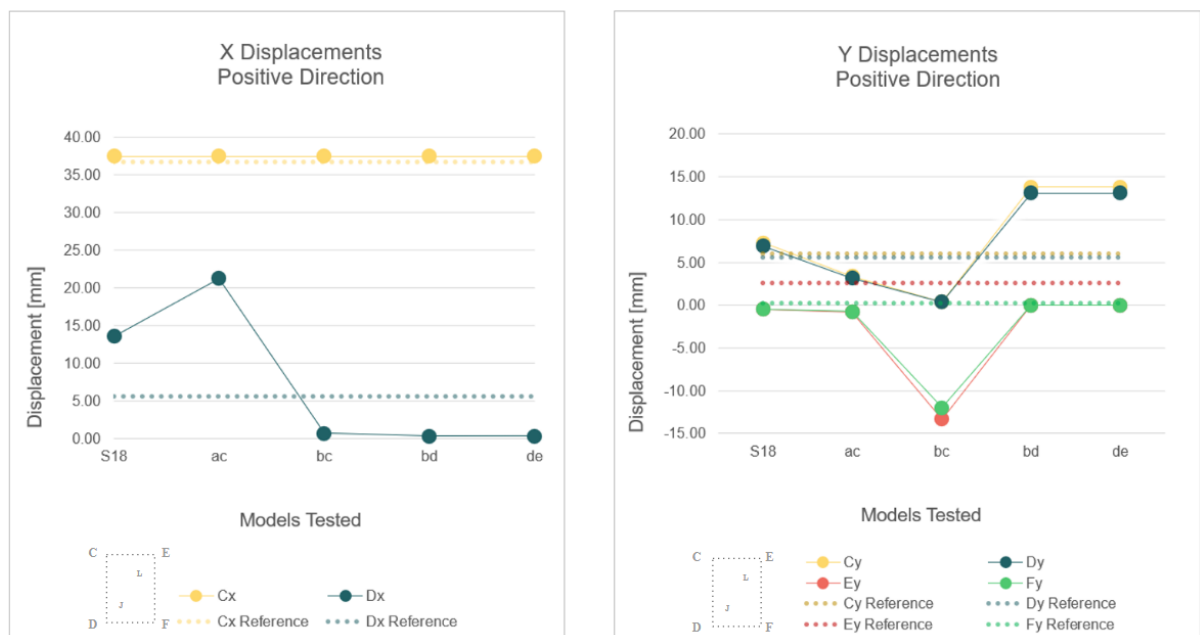 X Displacements
Positive Direction
40.00
35.00
30.00
25.00
20.00
15.00
10.00
5.00
0.00
Displacement [mm]
S18 ac bc bd de
Models Tested
C E
L
J
D F
Cx Dx
Cx Reference Dx Reference
Y Displacements
Positive Direction
20.00
15.00
10.00
5.00
0.00
-5.00
-10.00
-15.00
Displacement [mm]
S18 ac bc bd de
Models Tested
C E
L
J
D F
Cy Dy
Ey Fy
Cy Reference Dy Reference
Ey Reference Fy Reference